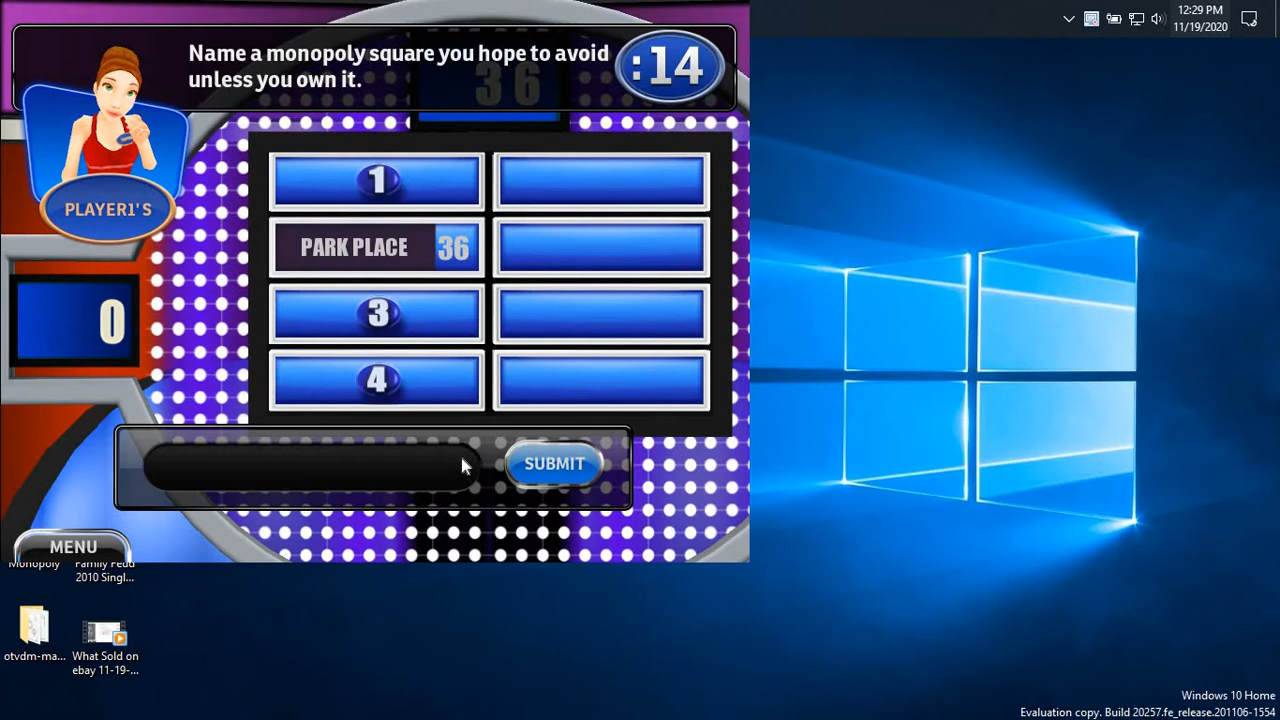 Name a monopoly square you hope to avoid
unless you own it.
:14
36
PLAYER1'S
1
PARK PLACE 36
3
4
0
SUBMIT
MENU
Monopoly
Family Feud
2010 Singl...
otvdm-ma...
What Sold on
ebay 11-19-...
12:29 PM
11/19/2020
Windows 10 Home
Evaluation copy. Build 20257.fe_release.201106-1554